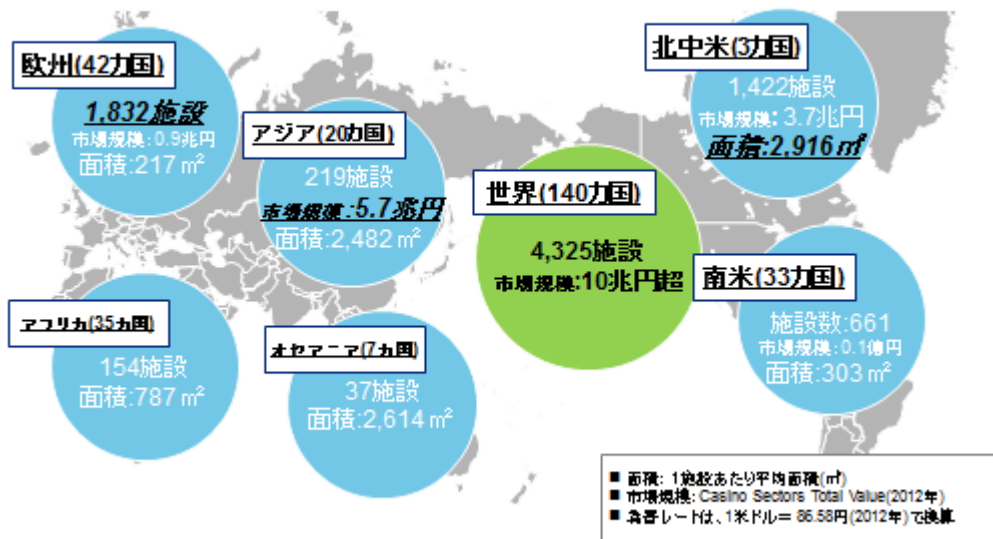 欧州(42カ国)
1,832施設
市場規模:0.9兆円
面積:217㎡
アジア(20カ国)
219施設
市場規模:5.7兆円
面積:2,482㎡
アフリカ(35カ国)
154施設
面積:787㎡
オセアニア(7カ国)
37施設
面積:2,614㎡
世界(140カ国)
4,325施設
市場規模:10兆円超
北中米(3カ国)
1,422施設
市場規模:3.7兆円
面積:2,916㎡
南米(33カ国)
施設数:661
市場規模:0.1億円
面積:303㎡
■ 面積: 1施設あたり平均面積(㎡)
■ 市場規模: Casino Sectors Total Value(2012年)
■ 為替レートは、1米ドル= 86.58円(2012年)で換算